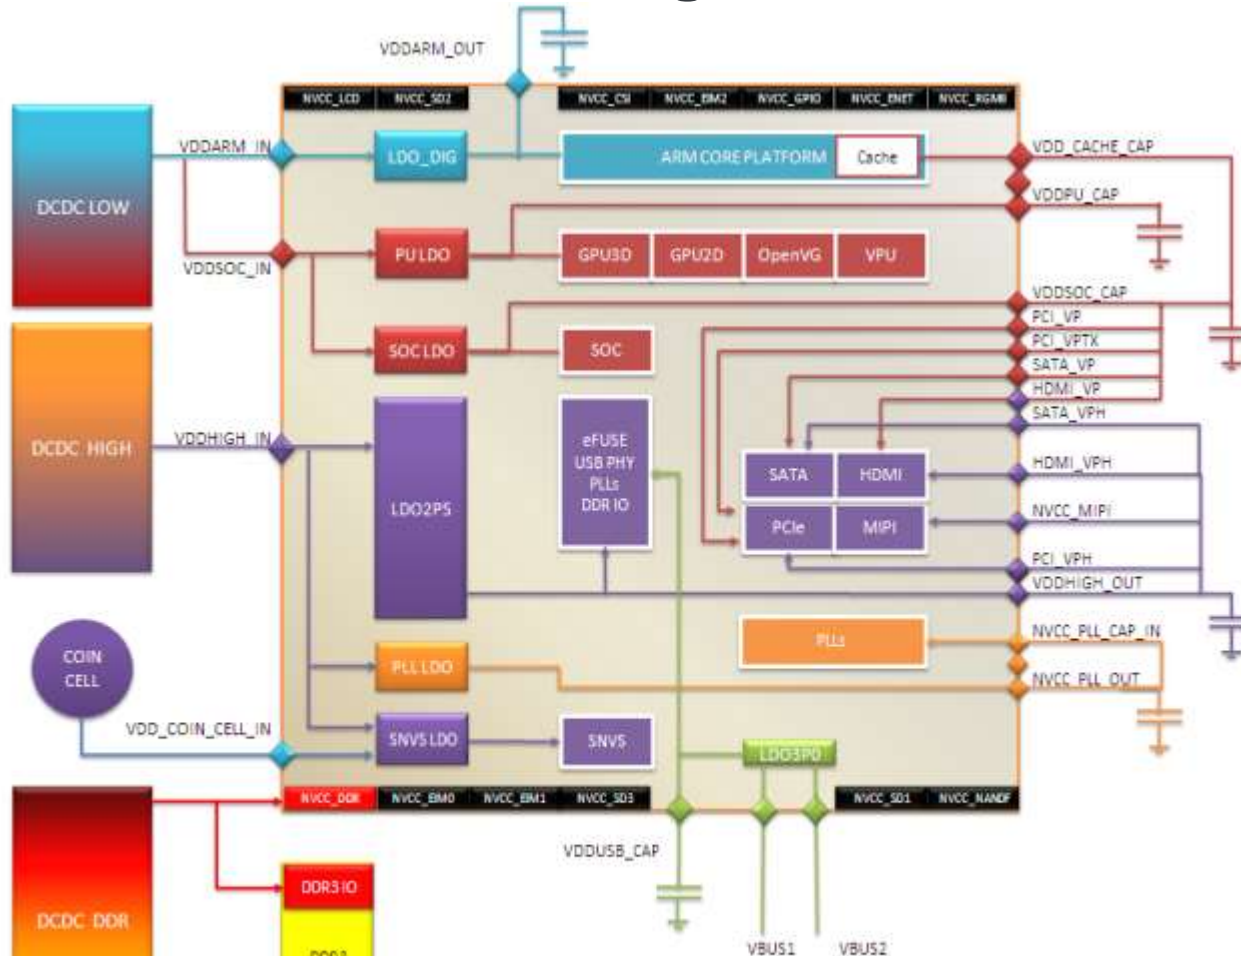 VDDARM_OUT
NVCC_LCD
NVCC_SD2
NVCC_CSI
NVCC_EIM2
NVCC_GPIO
NVCC_ENET
NVCC_RGMII
DCDC LOW
VDDARM_IN
LDO_DIG
ARM CORE PLATFORM
Cache
VDD_CACHE_CAP
VDDPU_CAP
VDDSOC_IN
PU LDO
GPU3D
GPU2D
OpenVG
VPU
VDDSOC_CAP
PCI_VP
PCI_VPTX
SATA_VP
HDMI_VP
SATA_VPH
SOC LDO
SOC
DCDC HIGH
VDDHIGH_IN
LDO2PS
eFUSE
USB PHY
PLLs
DDR IO
SATA
HDMI
PCIe
MIPI
HDMI_VPH
NVCC_MIPI
PCI_VPH
VDDHIGH_OUT
COIN
CELL
PLL LDO
PLLs
NVCC_PLL_CAP_IN
NVCC_PLL_OUT
VDD_COIN_CELL_IN
SNVS LDO
SNVS
LDO3P0
NVCC_DDR
NVCC_EIM0
NVCC_EIM1
NVCC_SD3
NVCC_SD1
NVCC_NANDF
VDDUSB_CAP
DCDC DDR
DDR3 IO
VBUS1
VBUS2